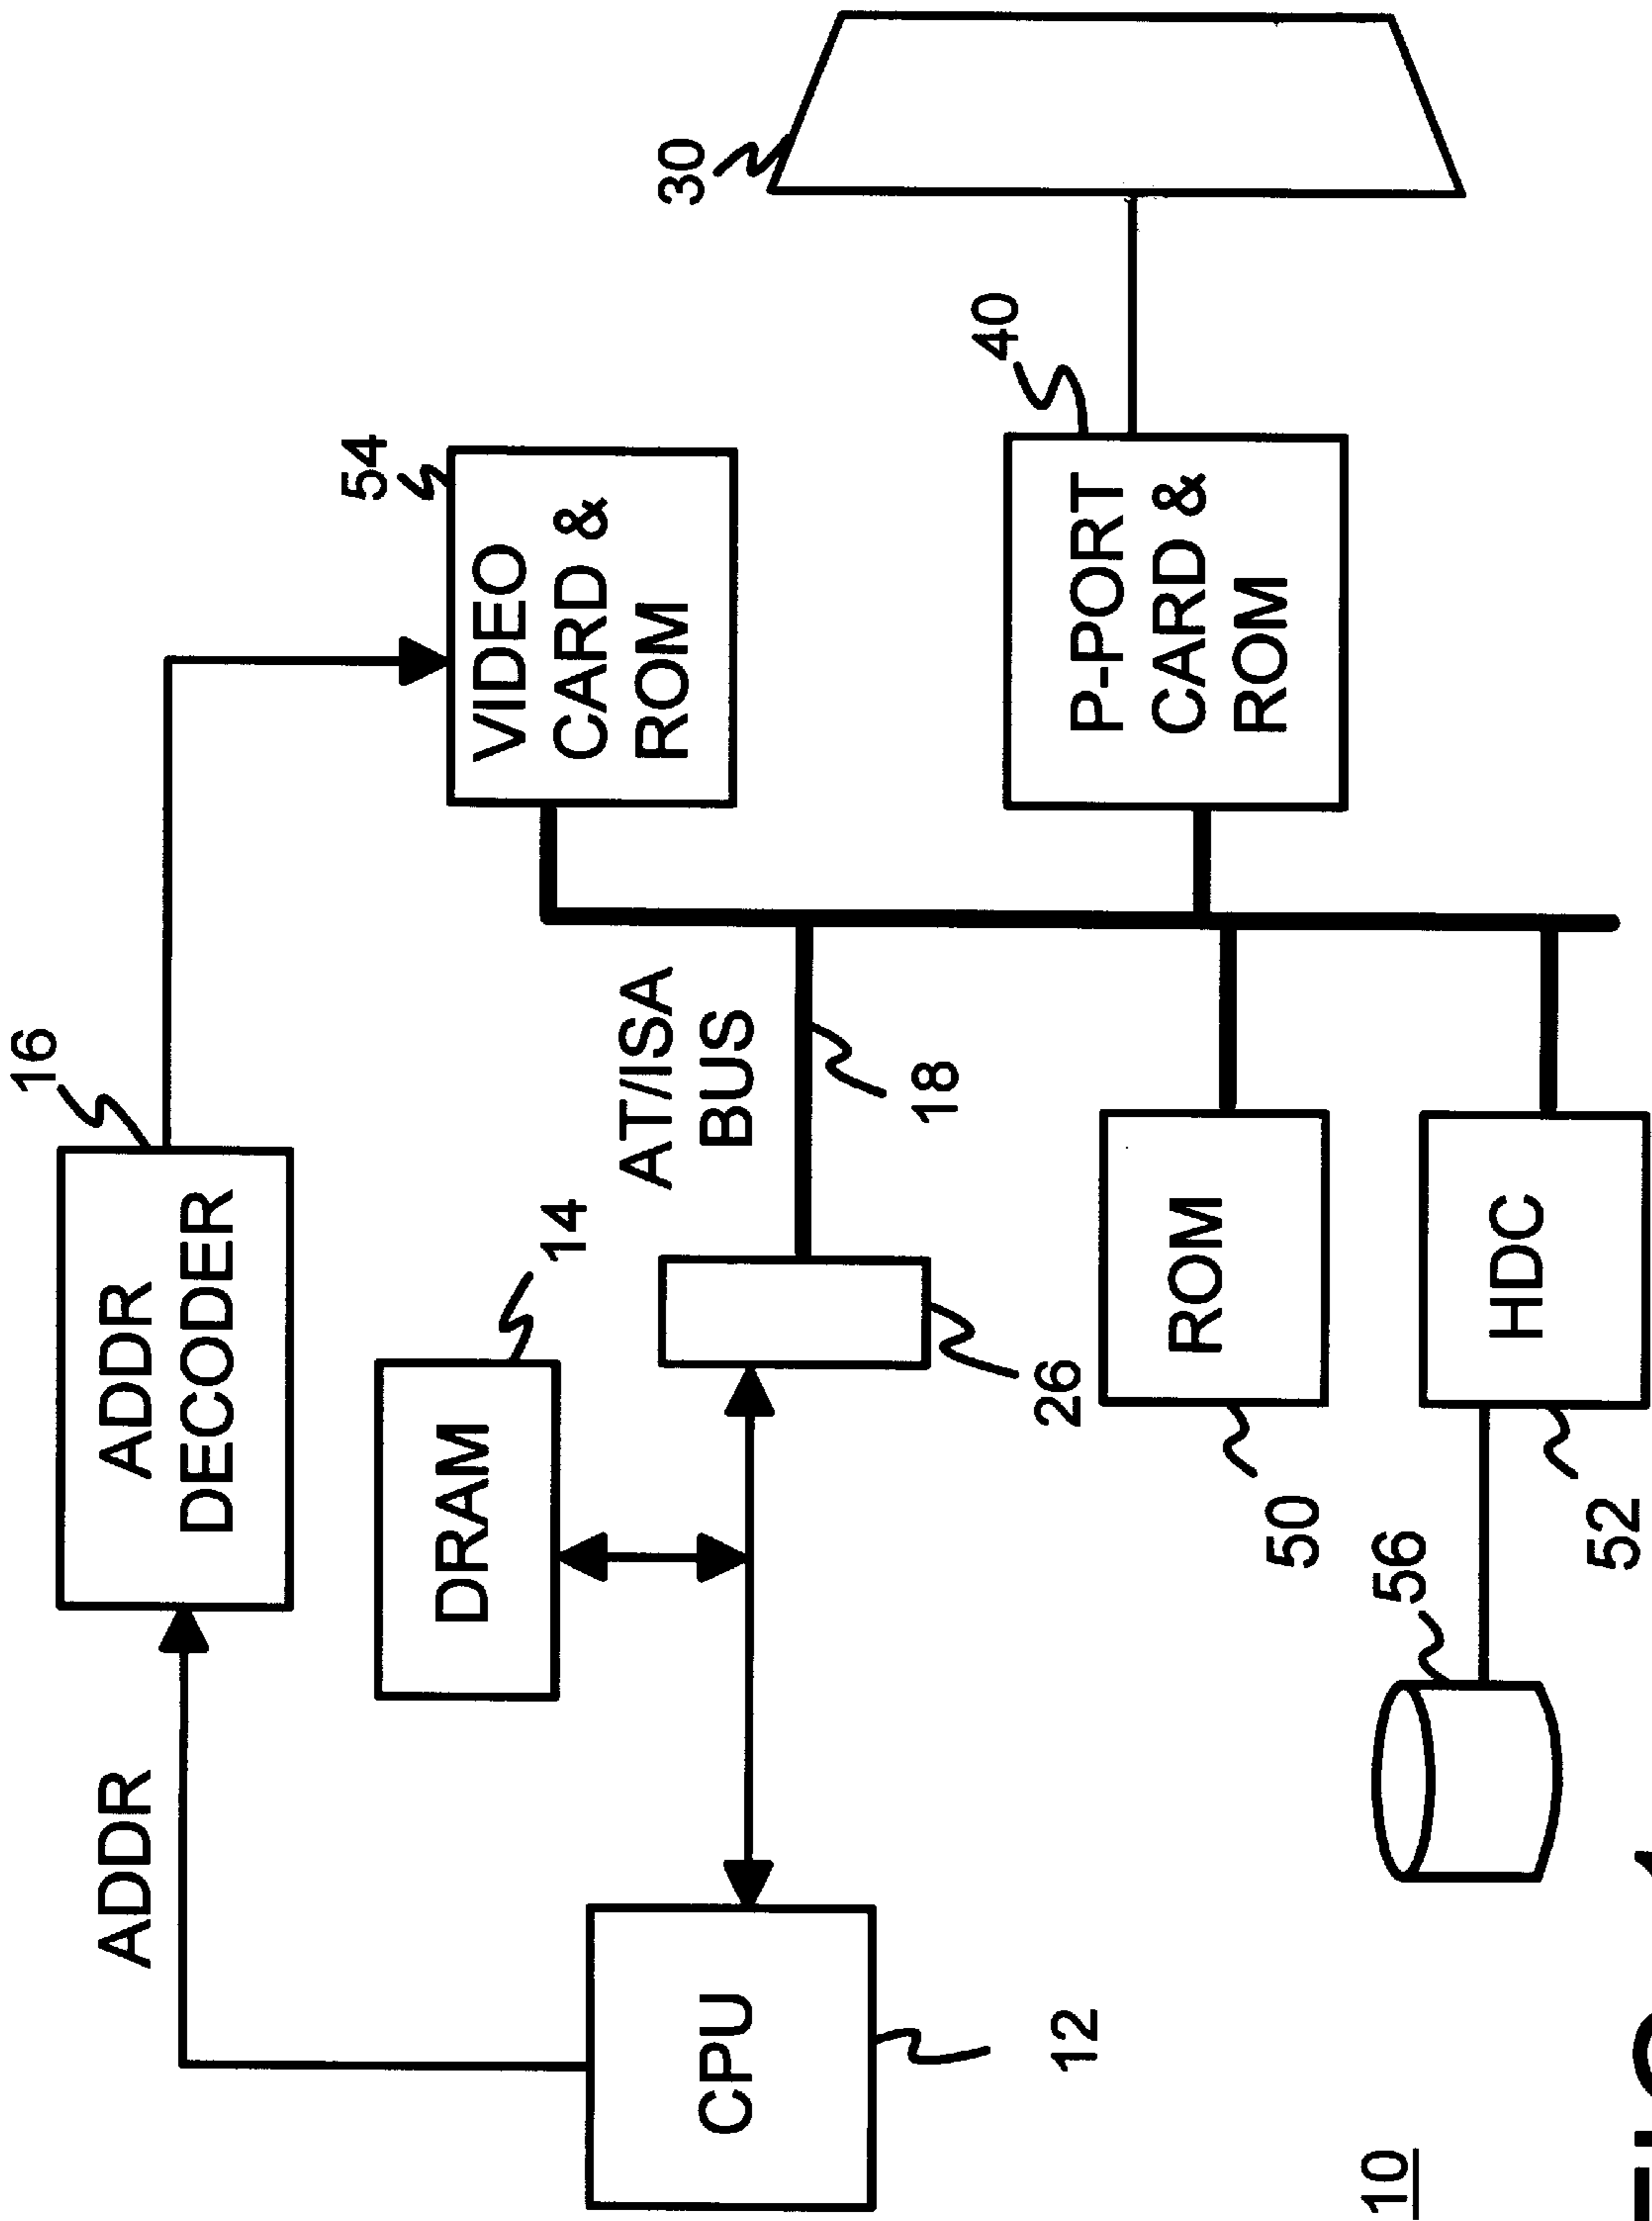 16
ADDR
DECODER
ADDR
54
VIDEO
CARD &
ROM
14
DRAM
AT/ISA
BUS
18
26
30
CPU
12
40
P-PORT
CARD &
ROM
ROM
50
HDC
52
56
10